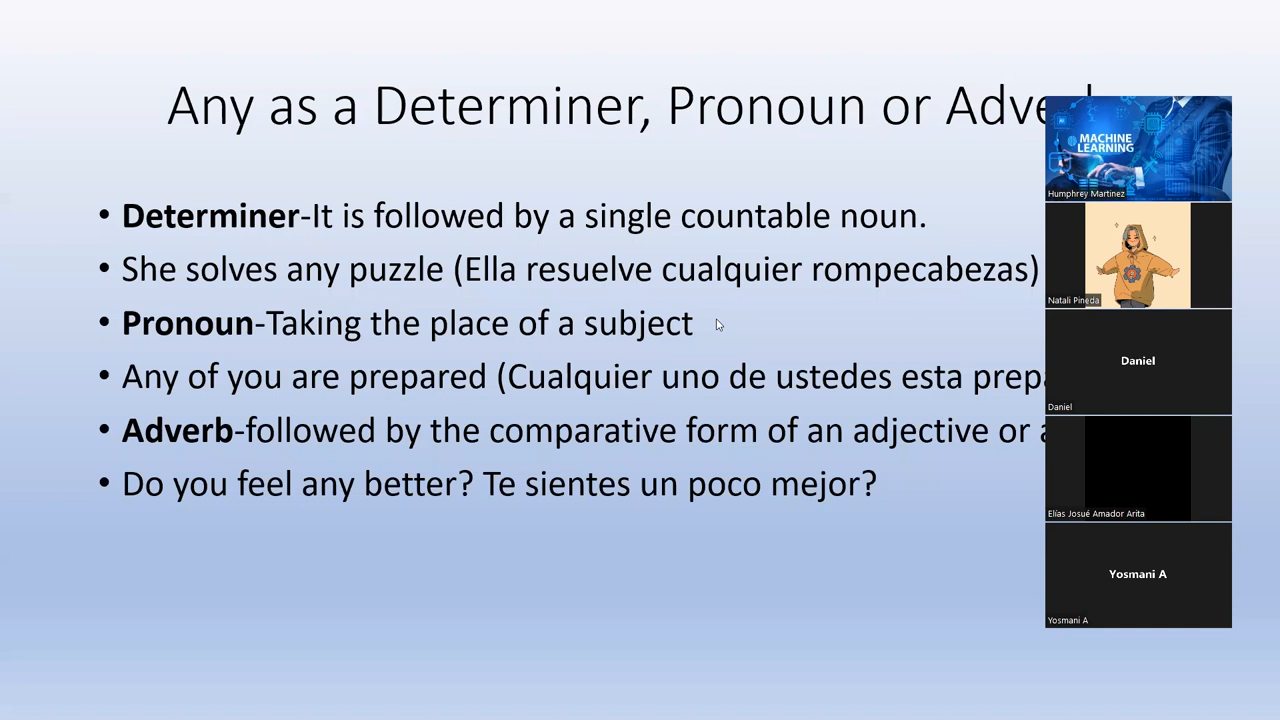 Any as a Determiner, Pronoun or
• Determiner-It is followed by a single countable noun.
• She solves any puzzle (Ella resuelve cualquier rompecabezas)
• Pronoun-Taking the place of a subject
• Any of you are prepared (Cualquier uno de ustedes esta
• Adverb-followed by the comparative form of an adjective or
• Do you feel any better? Te sientes un poco mejor?
MACHINE
LEARNING
Humphrey Martinez
Natali Pineda
Daniel
Daniel
Elías Josué Amador Arita
Yosmani A
Yosmani A